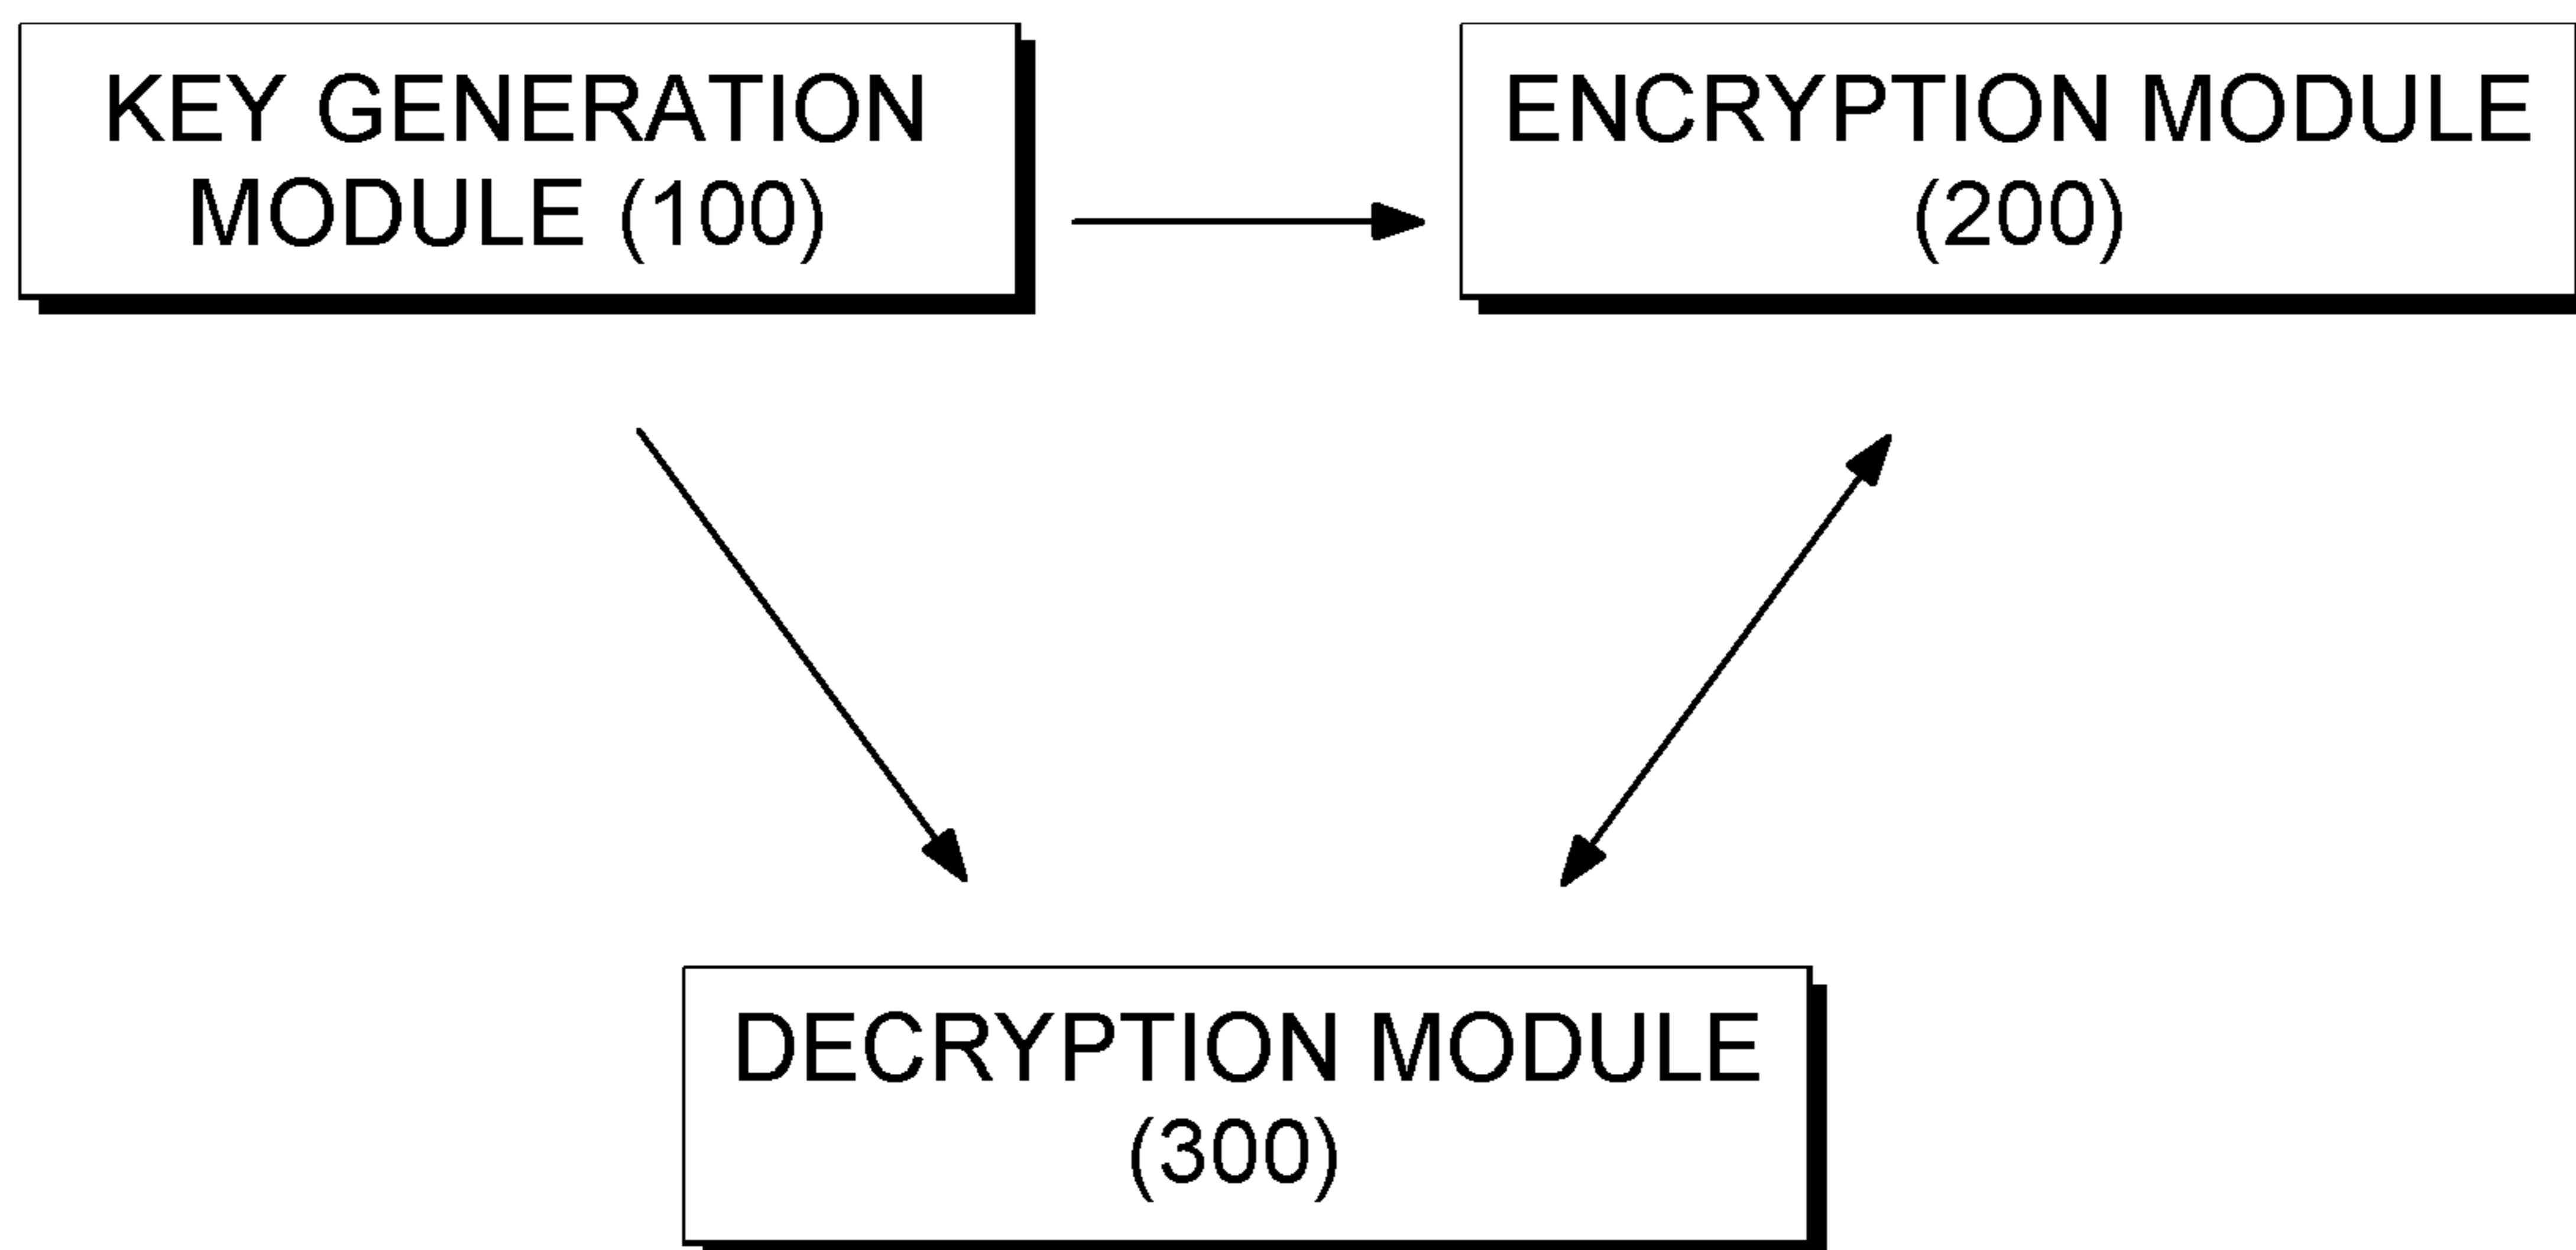 KEY GENERATION
MODULE (100)
ENCRYPTION MODULE
(200)
DECRYPTION MODULE
(300)